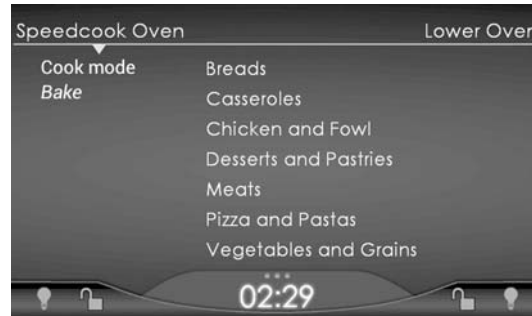 Speedcook Oven
Lower Oven
Cook mode
Bake
Breads
Casseroles
Chicken and Fowl
Desserts and Pastries
Meats
Pizza and Pastas
Vegetables and Grains
02:29